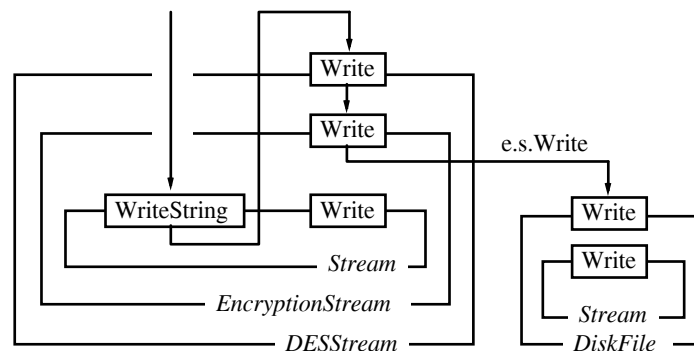 Write
Write
e.s.Write
WriteString
Write
Write
Write
Stream
Stream
EncryptionStream
DESStream
DiskFile